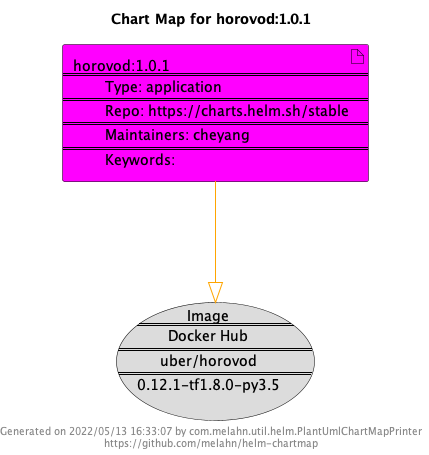 Chart Map for horovod:1.0.1
horovod:1.0.1
Type: application
Repo: https://charts.helm.sh/stable
Maintainers: cheyang
Keywords:
Image
Docker Hub
uber/horovod
0.12.1-tf1.8.0-py3.5
Generated on 2022/05/13 16:33:07 by com.melahn.util.helm.PlantUmlChartMapPrinter
https://github.com/melahn/helm-chartmap